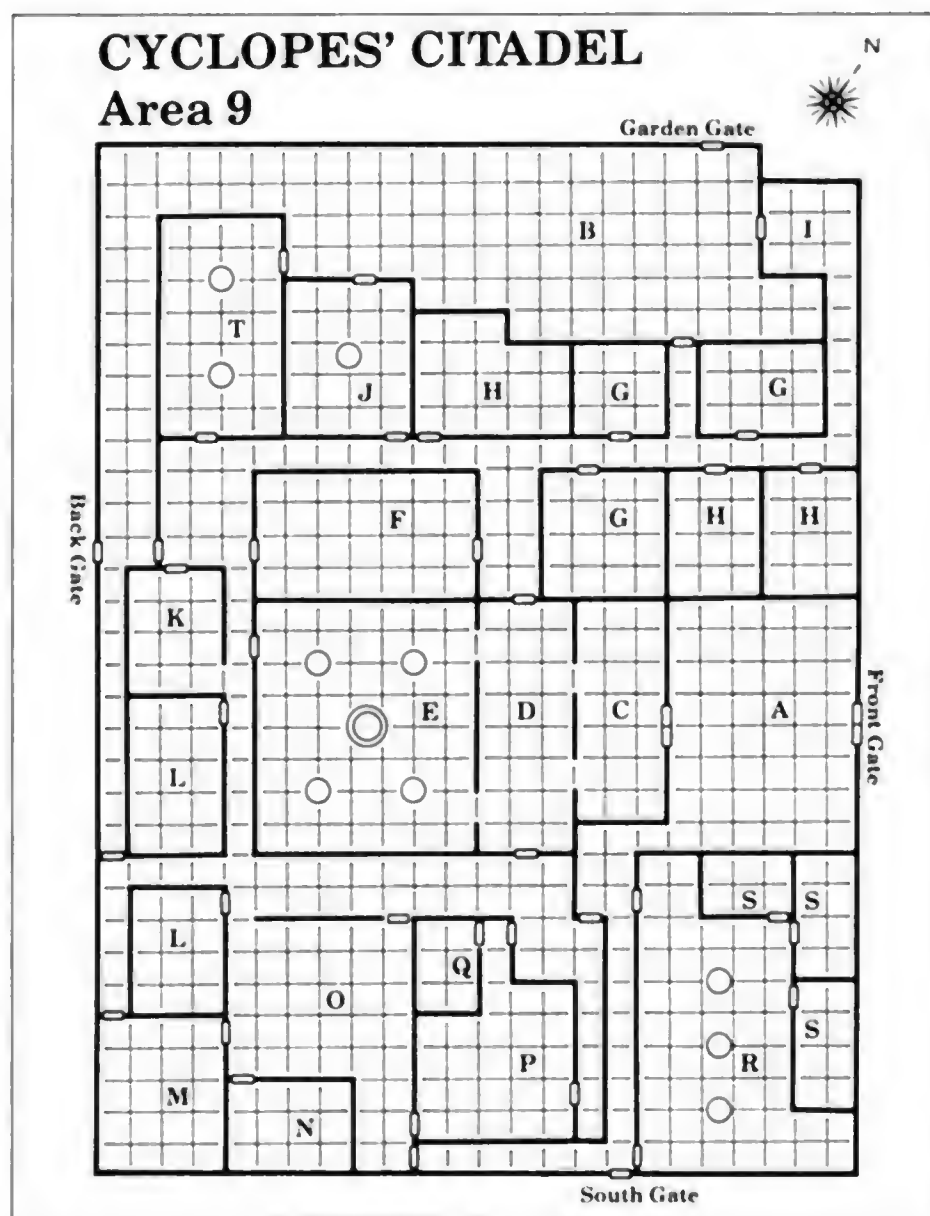 CYCLOPES' CITADEL
Area 9
N
Garden Gate
B
I
T
J
H
G
G
F
G
H
H
Back Gate
K
E
D
C
A
Front Gate
L
L
Q
S
S
O
S
P
R
M
N
South Gate